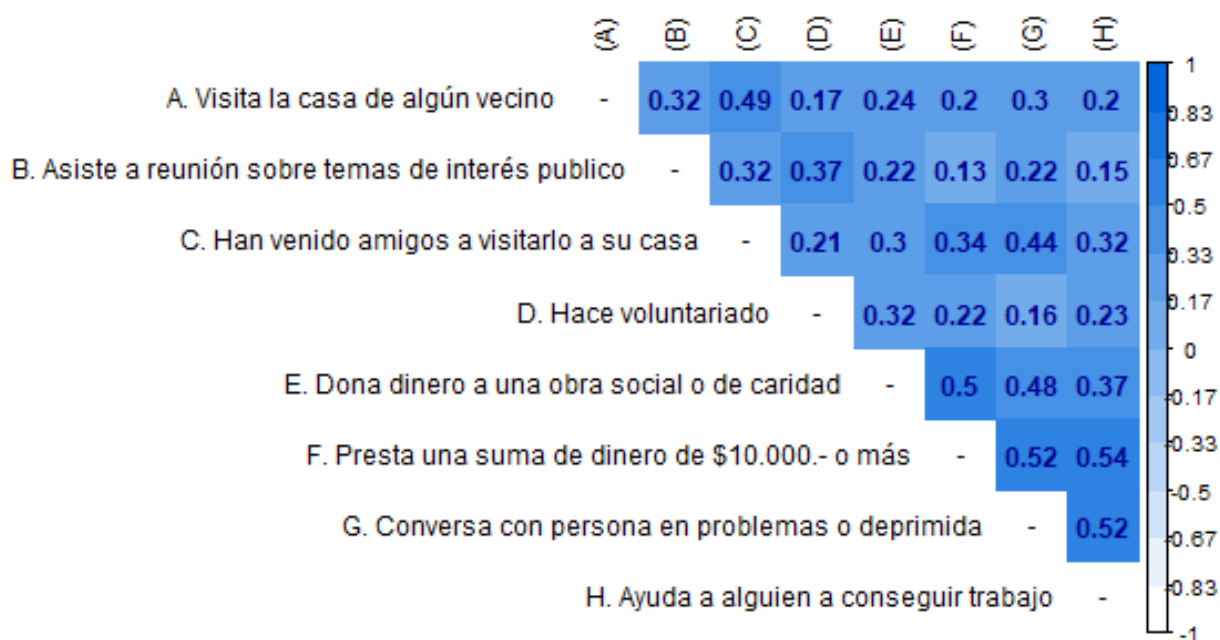 (A) (B) (C) (D) (E) (F) (G) (H)
A. Visita la casa de algún vecino - 0.32 0.49 0.17 0.24 0.2 0.3 0.2
B. Asiste a reunión sobre temas de interés publico - 0.32 0.37 0.22 0.13 0.22 0.15
C. Han venido amigos a visitarlo a su casa - 0.21 0.3 0.34 0.44 0.32
D. Hace voluntariado - 0.32 0.22 0.16 0.23
E. Dona dinero a una obra social o de caridad - 0.5 0.48 0.37
F. Presta una suma de dinero de $10.000.- o más - 0.52 0.54
G. Conversa con persona en problemas o deprimida - 0.52
H. Ayuda a alguien a conseguir trabajo -
1
0.83
0.67
0.5
0.33
0.17
0
-0.17
-0.33
-0.5
-0.67
-0.83
-1